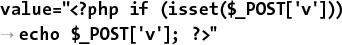 value="<?php if (isset($_POST['v']))
→ echo $_POST['v']; ?>"